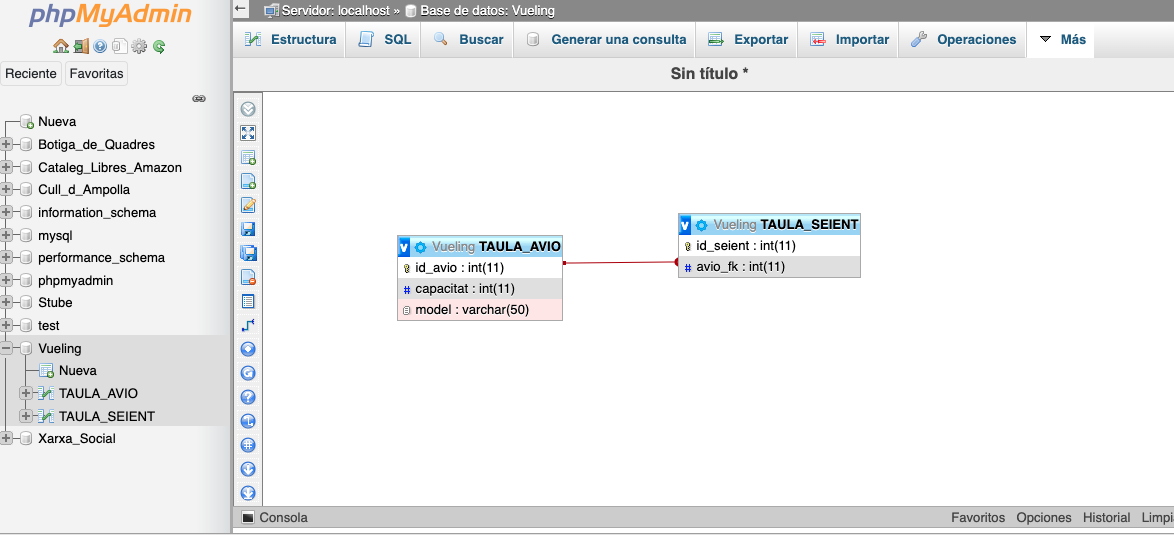 phpMyAdmin
Reciente Favoritas
Nueva
Botiga_de_Quadres
Cataleg_Libres_Amazon
Cull_d_Ampolla
information_schema
mysql
performance_schema
phpmyadmin
Stube
test
Vueling
Nueva
TAULA_AVIO
TAULA_SEIENT
Xarxa_Social
Servidor: localhost » Base de datos: Vueling
Estructura SQL Buscar Generar una consulta Exportar Importar Operaciones Más
Sin título *
v Vueling TAULA_AVIO
id_avio : int(11)
# capacitat : int(11)
model : varchar(50)
v Vueling TAULA_SEIENT
id_seient : int(11)
# avio_fk : int(11)
Consola Favoritos Opciones Historial Limpi